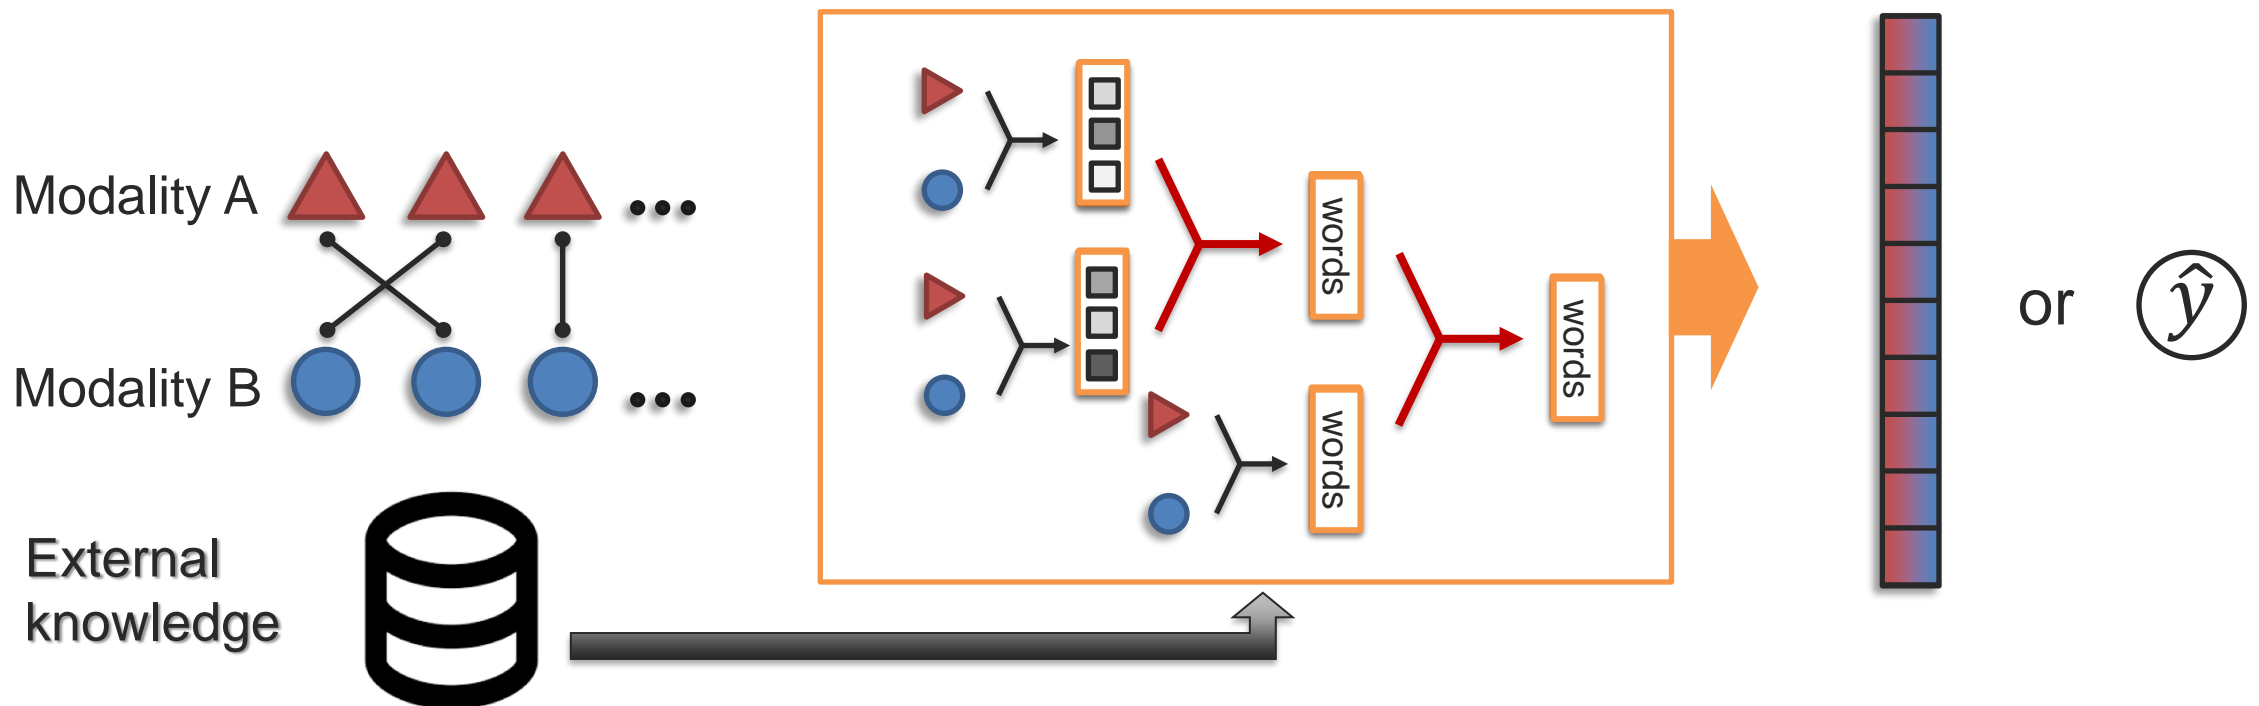 Modality A
Modality B
External
knowledge
words
words
words
or
ŷ